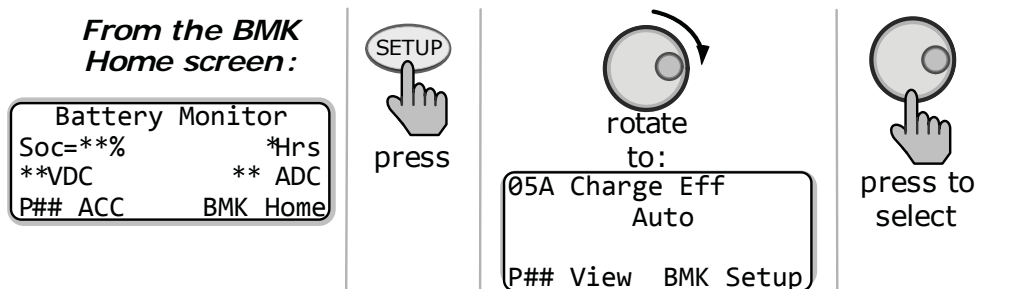 From the BMK
Home screen:
Battery Monitor
Soc=**% *Hrs
**VDC ** ADC
P## ACC BMK Home
SETUP
press
rotate
to:
05A Charge Eff
Auto
P## View BMK Setup
press to
select